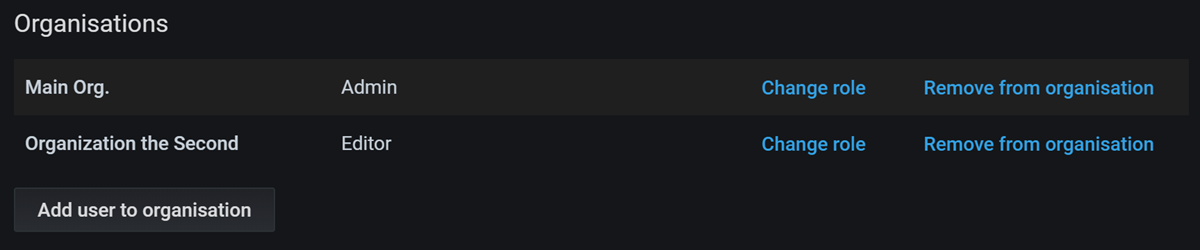 Organisations
Main Org. Admin Change role Remove from organisation
Organization the Second Editor Change role Remove from organisation
Add user to organisation